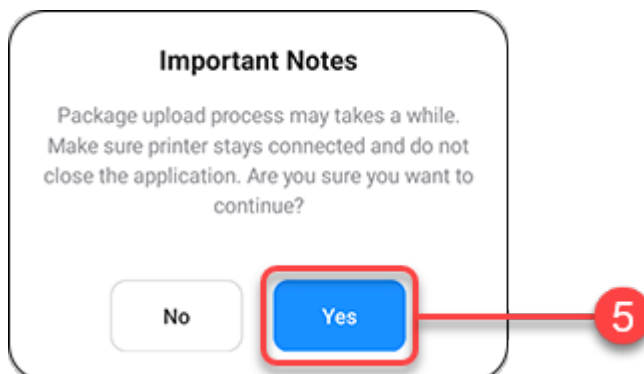 Important Notes
Package upload process may takes a while.
Make sure printer stays connected and do not
close the application. Are you sure you want to
continue?
No
Yes
5